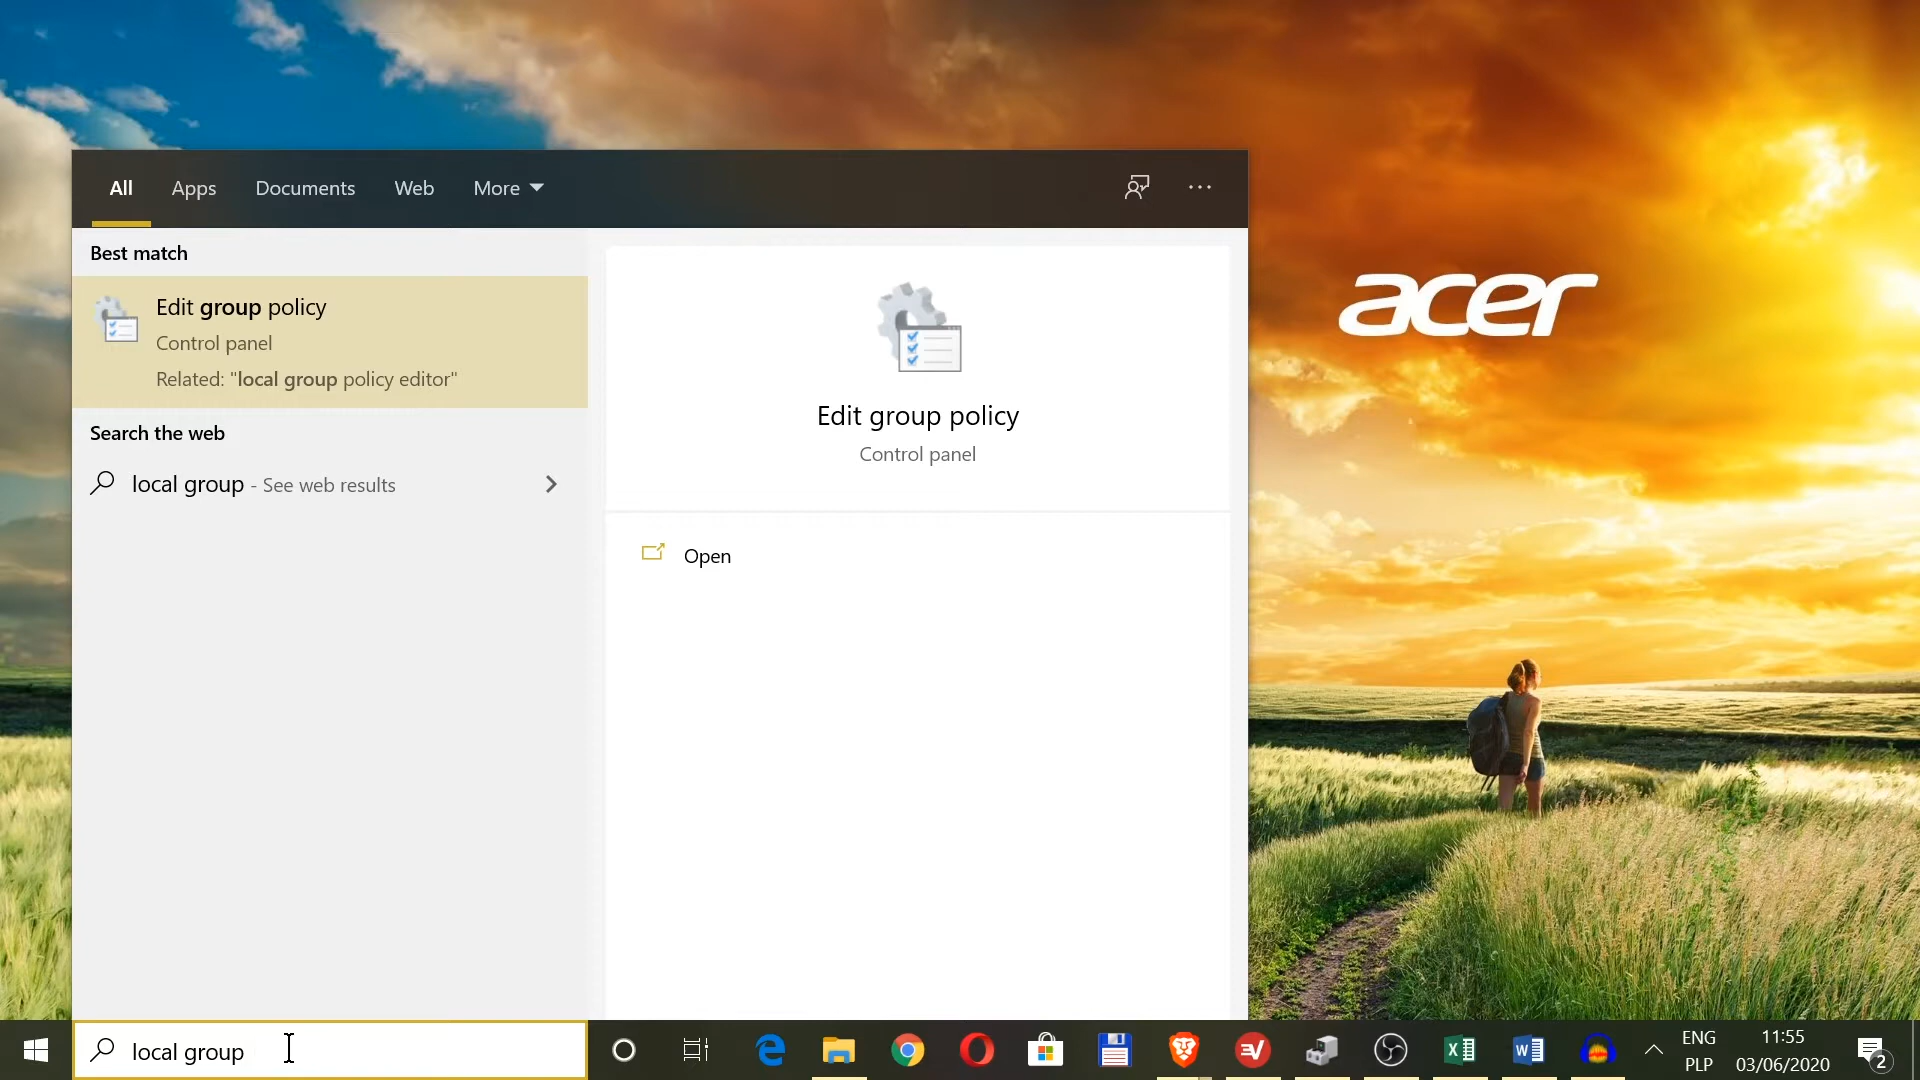 All Apps Documents Web More
Best match
Edit group policy
Control panel
Related: "local group policy editor"
Search the web
local group - See web results
Edit group policy
Control panel
Open
acer
local group
ENG
PLP
11:55
03/06/2020
2